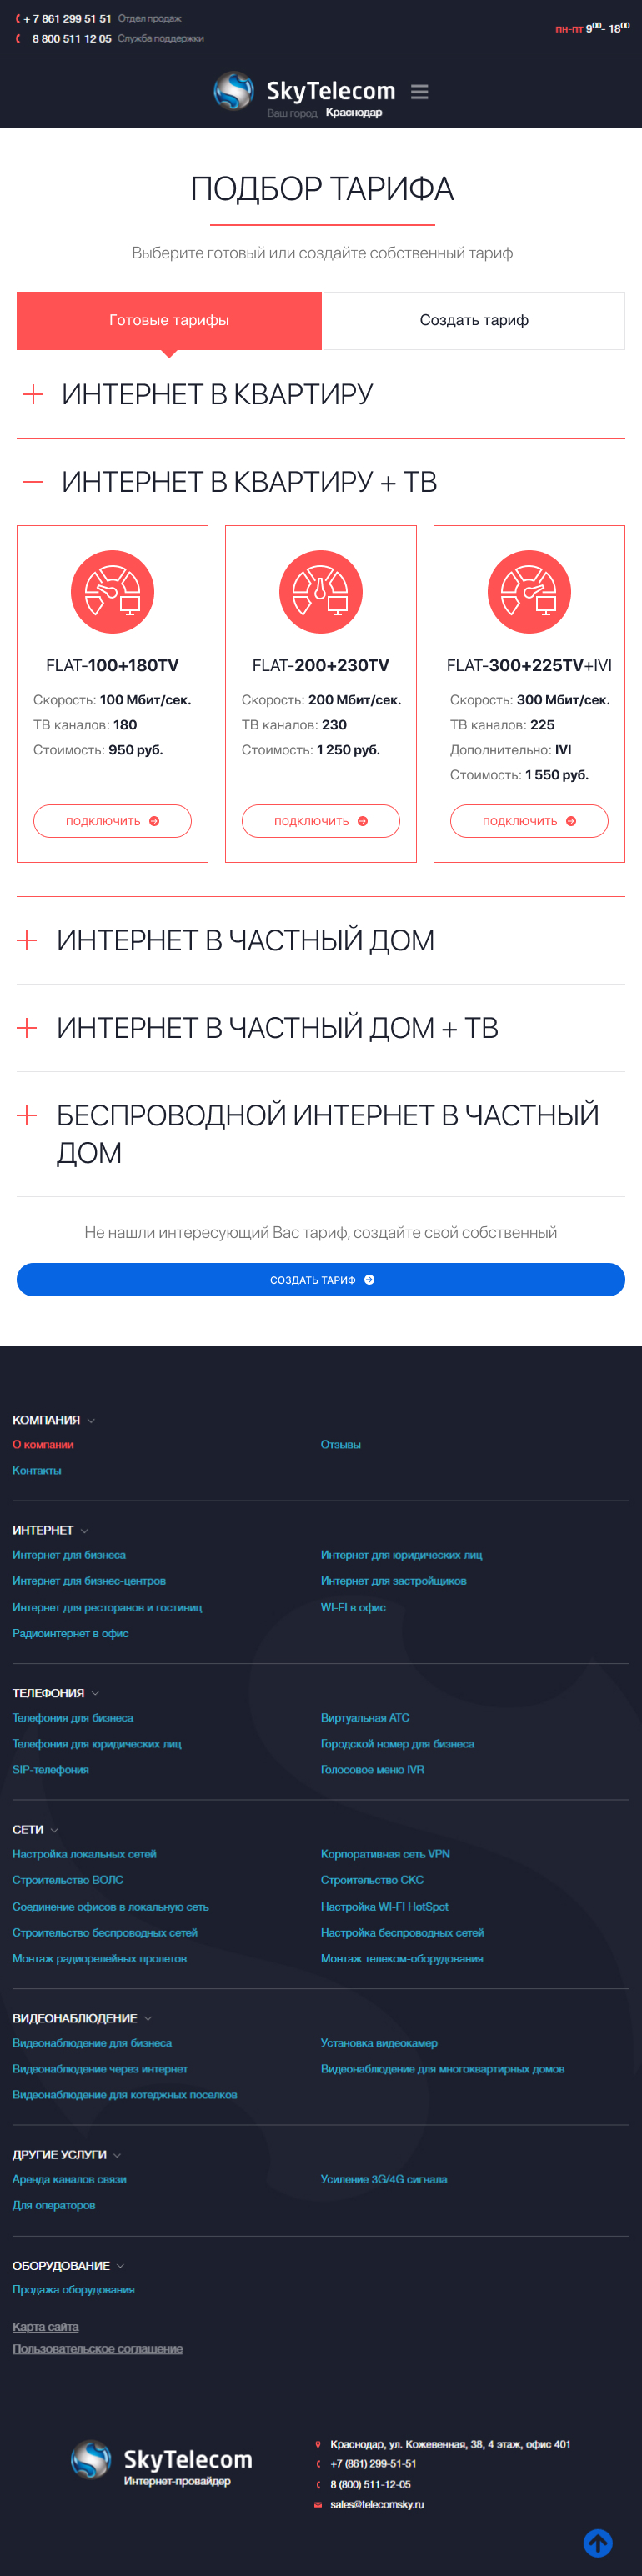 + 7 861 299 51 51 Отдел продаж
8 800 511 12 05 Служба поддержки
пн-пт 9⁰⁰- 18⁰⁰
SkyTelecom
Ваш город Краснодар
ПОДБОР ТАРИФА
Выберите готовый или создайте собственный тариф
Готовые тарифы
Создать тариф
ИНТЕРНЕТ В КВАРТИРУ
ИНТЕРНЕТ В КВАРТИРУ + ТВ
FLAT-100+180TV
Скорость: 100 Мбит/сек.
ТВ каналов: 180
Стоимость: 950 руб.
ПОДКЛЮЧИТЬ
FLAT-200+230TV
Скорость: 200 Мбит/сек.
ТВ каналов: 230
Стоимость: 1 250 руб.
ПОДКЛЮЧИТЬ
FLAT-300+225TV+IVI
Скорость: 300 Мбит/сек.
ТВ каналов: 225
Дополнительно: IVI
Стоимость: 1 550 руб.
ПОДКЛЮЧИТЬ
ИНТЕРНЕТ В ЧАСТНЫЙ ДОМ
ИНТЕРНЕТ В ЧАСТНЫЙ ДОМ + ТВ
БЕСПРОВОДНОЙ ИНТЕРНЕТ В ЧАСТНЫЙ
ДОМ
Не нашли интересующий Вас тариф, создайте свой собственный
СОЗДАТЬ ТАРИФ
КОМПАНИЯ
О компании
Отзывы
Контакты
ИНТЕРНЕТ
Интернет для бизнеса
Интернет для юридических лиц
Интернет для бизнес-центров
Интернет для застройщиков
Интернет для ресторанов и гостиниц
WI-FI в офис
Радиоинтернет в офис
ТЕЛЕФОНИЯ
Телефония для бизнеса
Виртуальная АТС
Телефония для юридических лиц
Городской номер для бизнеса
SIP-телефония
Голосовое меню IVR
СЕТИ
Настройка локальных сетей
Корпоративная сеть VPN
Строительство ВОЛС
Строительство СКС
Соединение офисов в локальную сеть
Настройка WI-FI HotSpot
Строительство беспроводных сетей
Настройка беспроводных сетей
Монтаж радиорелейных пролетов
Монтаж телеком-оборудования
ВИДЕОНАБЛЮДЕНИЕ
Видеонаблюдение для бизнеса
Установка видеокамер
Видеонаблюдение через интернет
Видеонаблюдение для многоквартирных домов
Видеонаблюдение для котеджных поселков
ДРУГИЕ УСЛУГИ
Аренда каналов связи
Усиление 3G/4G сигнала
Для операторов
ОБОРУДОВАНИЕ
Продажа оборудования
Карта сайта
Пользовательское соглашение
SkyTelecom
Интернет-провайдер
Краснодар, ул. Кожевенная, 38, 4 этаж, офис 401
+7 (861) 299-51-51
8 (800) 511-12-05
sales@telecomsky.ru